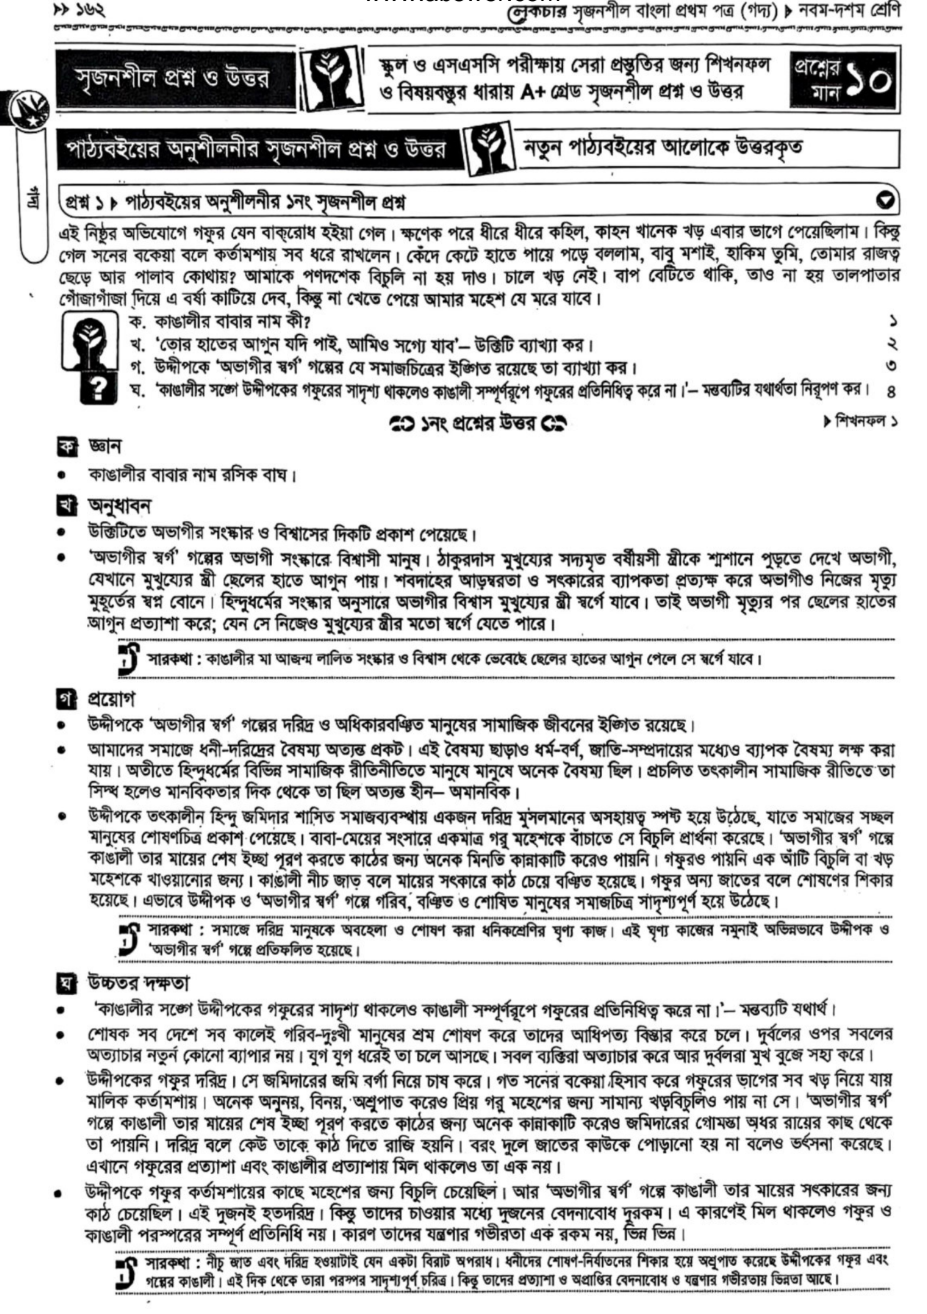 ▶▶ ১৬২
লেকচার সৃজনশীল বাংলা প্রথম পত্র (গদ্য) ▶ নবম-দশম শ্রেণি
সৃজনশীল প্রশ্ন ও উত্তর
স্কুল ও এসএসসি পরীক্ষায় সেরা প্রস্তুতির জন্য শিখনফল
ও বিষয়বস্তুর ধারায় A+ গ্রেড সৃজনশীল প্রশ্ন ও উত্তর
প্রশ্নের
মান ১০
পাঠ্যবইয়ের অনুশীলনীর সৃজনশীল প্রশ্ন ও উত্তর
নতুন পাঠ্যবইয়ের আলোকে উত্তরকৃত
গদ্য
প্রশ্ন ১ ▶ পাঠ্যবইয়ের অনুশীলনীর ১নং সৃজনশীল প্রশ্ন
এই নিষ্ঠুর অভিযোগে গফুর যেন বাক্‌রোধ হইয়া গেল। ক্ষণেক পরে ধীরে ধীরে কহিল, কাহন খানেক খড় এবার ভাগে পেয়েছিলাম। কিন্তু
গেল সনের বকেয়া বলে কর্তামশায় সব ধরে রাখলেন। কেঁদে কেটে হাতে পায়ে পড়ে বললাম, বাবু মশাই, হাকিম তুমি, তোমার রাজত্ব
ছেড়ে আর পালাব কোথায়? আমাকে পণদশেক বিচুলি না হয় দাও। চালে খড় নেই। বাপ বেটিতে থাকি, তাও না হয় তালপাতার
গোঁজাগাঁজা দিয়ে এ বর্ষা কাটিয়ে দেব, কিন্তু না খেতে পেয়ে আমার মহেশ যে মরে যাবে।
ক. কাঙালীর বাবার নাম কী? ১
খ. 'তোর হাতের আগুন যদি পাই, আমিও সগ্যে যাব'– উক্তিটি ব্যাখ্যা কর। ২
গ. উদ্দীপকে 'অভাগীর স্বর্গ' গল্পের যে সমাজচিত্রের ইঙ্গিত রয়েছে তা ব্যাখ্যা কর। ৩
ঘ. 'কাঙালীর সঙ্গে উদ্দীপকের গফুরের সাদৃশ্য থাকলেও কাঙালী সম্পূর্ণরূপে গফুরের প্রতিনিধিত্ব করে না।'– মন্তব্যটির যথার্থতা নিরূপণ কর। ৪
১নং প্রশ্নের উত্তর
▶ শিখনফল ১
ক জ্ঞান
• কাঙালীর বাবার নাম রসিক বাঘ।
খ অনুধাবন
• উক্তিটিতে অভাগীর সংস্কার ও বিশ্বাসের দিকটি প্রকাশ পেয়েছে।
• 'অভাগীর স্বর্গ' গল্পের অভাগী সংস্কারে বিশ্বাসী মানুষ। ঠাকুরদাস মুখুয্যের সদ্যমৃত বর্ষীয়সী স্ত্রীকে শ্মশানে পুড়তে দেখে অভাগী,
যেখানে মুখুয্যের স্ত্রী ছেলের হাতে আগুন পায়। শবদাহের আড়ম্বরতা ও সৎকারের ব্যাপকতা প্রত্যক্ষ করে অভাগীও নিজের মৃত্যু
মুহূর্তের স্বপ্ন বোনে। হিন্দুধর্মের সংস্কার অনুসারে অভাগীর বিশ্বাস মুখুয্যের স্ত্রী স্বর্গে যাবে। তাই অভাগী মৃত্যুর পর ছেলের হাতের
আগুন প্রত্যাশা করে; যেন সে নিজেও মুখুয্যের স্ত্রীর মতো স্বর্গে যেতে পারে।
সারকথা : কাঙালীর মা আজন্ম লালিত সংস্কার ও বিশ্বাস থেকে ভেবেছে ছেলের হাতের আগুন পেলে সে স্বর্গে যাবে।
গ প্রয়োগ
• উদ্দীপকে 'অভাগীর স্বর্গ' গল্পের দরিদ্র ও অধিকারবঞ্চিত মানুষের সামাজিক জীবনের ইঙ্গিত রয়েছে।
• আমাদের সমাজে ধনী-দরিদ্রের বৈষম্য অত্যন্ত প্রকট। এই বৈষম্য ছাড়াও ধর্ম-বর্ণ, জাতি-সম্প্রদায়ের মধ্যেও ব্যাপক বৈষম্য লক্ষ করা
যায়। অতীতে হিন্দুধর্মের বিভিন্ন সামাজিক রীতিনীতিতে মানুষে মানুষে অনেক বৈষম্য ছিল। প্রচলিত তৎকালীন সামাজিক রীতিতে তা
সিদ্ধ হলেও মানবিকতার দিক থেকে তা ছিল অত্যন্ত হীন– অমানবিক।
• উদ্দীপকে তৎকালীন হিন্দু জমিদার শাসিত সমাজব্যবস্থায় একজন দরিদ্র মুসলমানের অসহায়ত্ব স্পষ্ট হয়ে উঠেছে, যাতে সমাজের সচ্ছল
মানুষের শোষণচিত্র প্রকাশ পেয়েছে। বাবা-মেয়ের সংসারে একমাত্র গরু মহেশকে বাঁচাতে সে বিচুলি প্রার্থনা করেছে। 'অভাগীর স্বর্গ' গল্পে
কাঙালী তার মায়ের শেষ ইচ্ছা পূরণ করতে কাঠের জন্য অনেক মিনতি কান্নাকাটি করেও পায়নি। গফুরও পায়নি এক আঁটি বিচুলি বা খড়
মহেশকে খাওয়ানোর জন্য। কাঙালী নীচ জাত বলে মায়ের সৎকারে কাঠ চেয়ে বঞ্চিত হয়েছে। গফুর অন্য জাতের বলে শোষণের শিকার
হয়েছে। এভাবে উদ্দীপক ও 'অভাগীর স্বর্গ' গল্পে গরিব, বঞ্চিত ও শোষিত মানুষের সমাজচিত্র সাদৃশ্যপূর্ণ হয়ে উঠেছে।
সারকথা : সমাজে দরিদ্র মানুষকে অবহেলা ও শোষণ করা ধনিকশ্রেণির ঘৃণ্য কাজ। এই ঘৃণ্য কাজের নমুনাই অভিন্নভাবে উদ্দীপক ও
'অভাগীর স্বর্গ' গল্পে প্রতিফলিত হয়েছে।
ঘ উচ্চতর দক্ষতা
• 'কাঙালীর সঙ্গে উদ্দীপকের গফুরের সাদৃশ্য থাকলেও কাঙালী সম্পূর্ণরূপে গফুরের প্রতিনিধিত্ব করে না।'– মন্তব্যটি যথার্থ।
• শোষক সব দেশে সব কালেই গরিব-দুঃখী মানুষের শ্রম শোষণ করে তাদের আধিপত্য বিস্তার করে চলে। দুর্বলের ওপর সবলের
অত্যাচার নতুন কোনো ব্যাপার নয়। যুগ যুগ ধরেই তা চলে আসছে। সবল ব্যক্তিরা অত্যাচার করে আর দুর্বলরা মুখ বুজে সহ্য করে।
• উদ্দীপকের গফুর দরিদ্র। সে জমিদারের জমি বর্গা নিয়ে চাষ করে। গত সনের বকেয়া হিসাব করে গফুরের ভাগের সব খড় নিয়ে যায়
মালিক কর্তামশায়। অনেক অনুনয়, বিনয়, অশ্রুপাত করেও প্রিয় গরু মহেশের জন্য সামান্য খড়বিচুলিও পায় না সে। 'অভাগীর স্বর্গ'
গল্পে কাঙালী তার মায়ের শেষ ইচ্ছা পূরণ করতে কাঠের জন্য অনেক কান্নাকাটি করেও জমিদারের গোমস্তা অধর রায়ের কাছ থেকে
তা পায়নি। দরিদ্র বলে কেউ তাকে কাঠ দিতে রাজি হয়নি। বরং দুলে জাতের কাউকে পোড়ানো হয় না বলেও ভর্ৎসনা করেছে।
এখানে গফুরের প্রত্যাশা এবং কাঙালীর প্রত্যাশায় মিল থাকলেও তা এক নয়।
• উদ্দীপকে গফুর কর্তামশায়ের কাছে মহেশের জন্য বিচুলি চেয়েছিল। আর 'অভাগীর স্বর্গ' গল্পে কাঙালী তার মায়ের সৎকারের জন্য
কাঠ চেয়েছিল। এই দুজনই হতদরিদ্র। কিন্তু তাদের চাওয়ার মধ্যে দুজনের বেদনাবোধ দুরকম। এ কারণেই মিল থাকলেও গফুর ও
কাঙালী পরস্পরের সম্পূর্ণ প্রতিনিধি নয়। কারণ তাদের যন্ত্রণার গভীরতা এক রকম নয়, ভিন্ন ভিন্ন।
সারকথা : নীচু জাত এবং দরিদ্র হওয়াটাই যেন একটা বিরাট অপরাধ। ধনীদের শোষণ-নির্যাতনের শিকার হয়ে অশ্রুপাত করেছে উদ্দীপকের গফুর এবং
গল্পের কাঙালী। এই দিক থেকে তারা পরস্পর সাদৃশ্যপূর্ণ চরিত্র। কিন্তু তাদের প্রত্যাশা ও অপ্রাপ্তির বেদনাবোধ ও যন্ত্রণার গভীরতায় ভিন্নতা আছে।